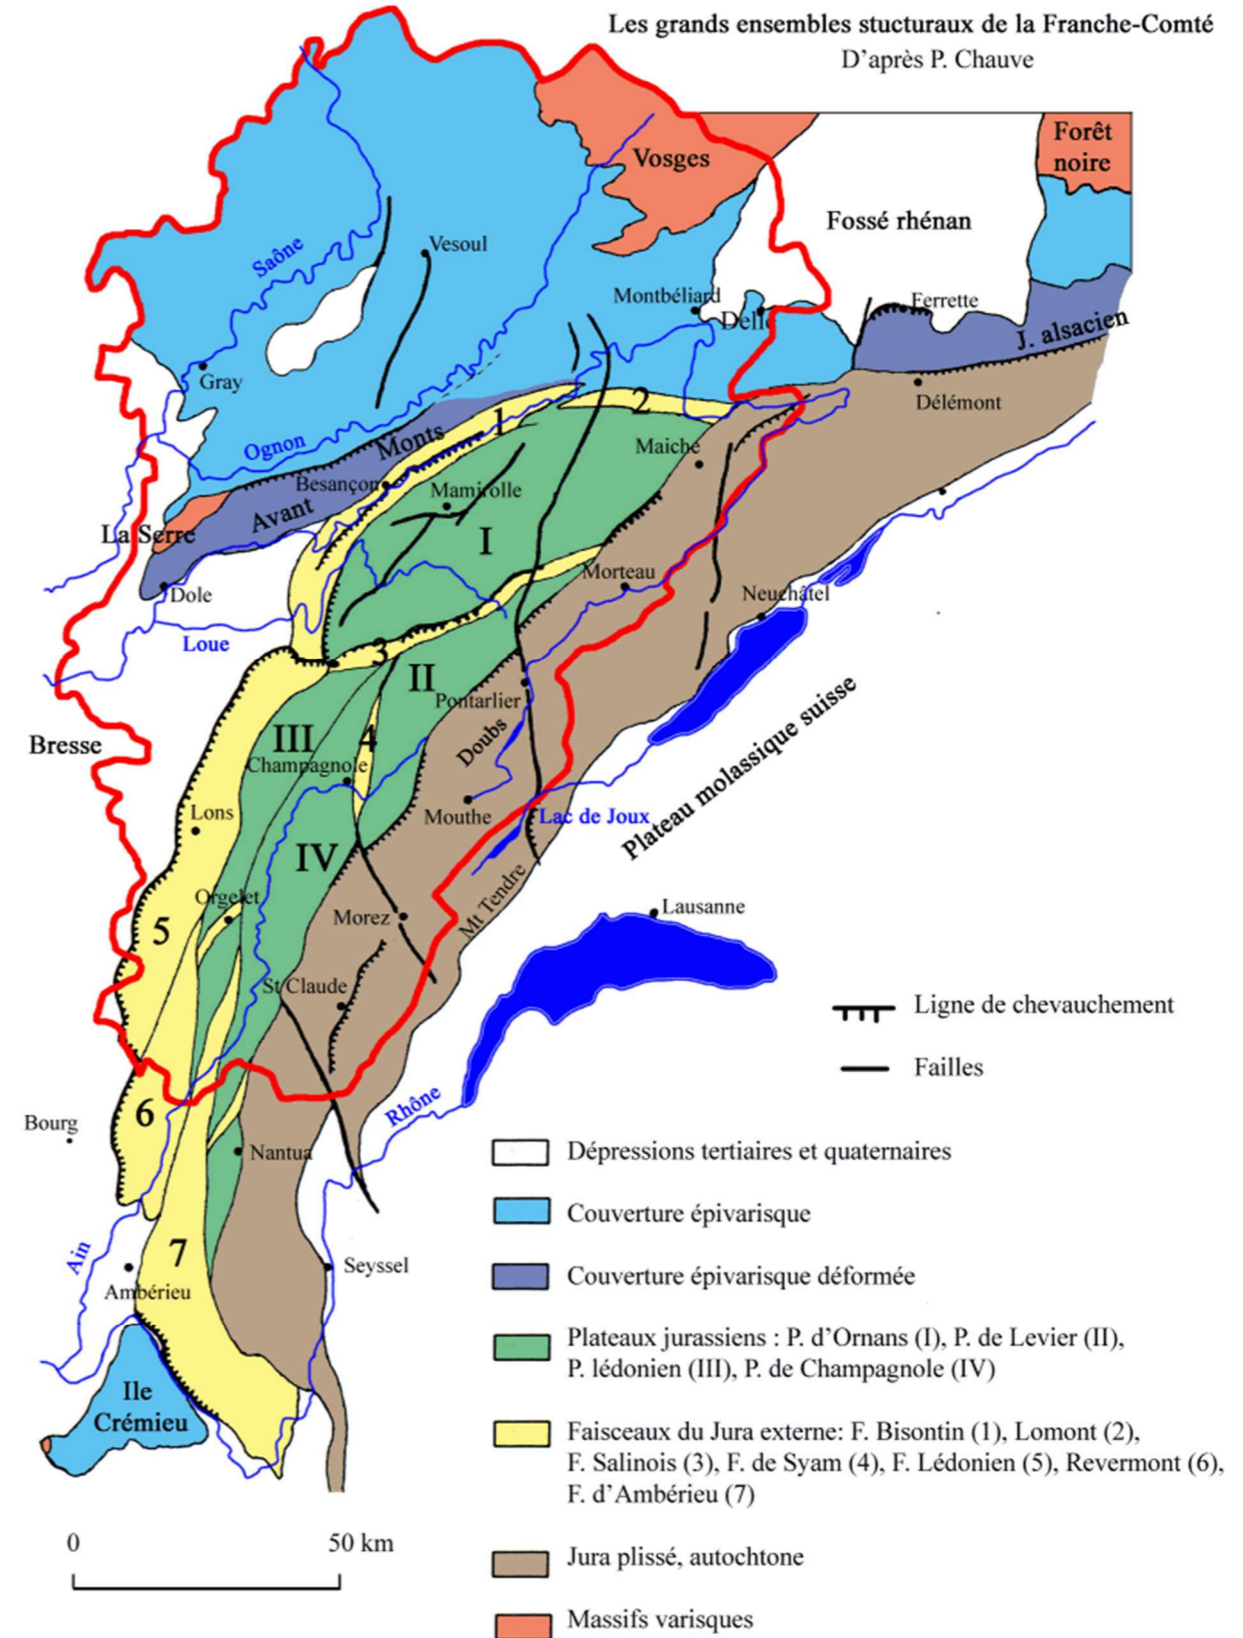 Les grands ensembles stucturaux de la Franche-Comté
D'après P. Chauve
Forêt
noire
Vosges
Fossé rhénan
Saône
Vesoul
Montbéliard
Delle
Ferrette
J. alsacien
Gray
Délémont
2
1
Ognon
Monts
Maiche
Besançon
Mamirolle
Avant
La Serre
I
Morteau
Dole
Neuchâtel
Loue
3
II
Pontarlier
Bresse
III
4
Doubs
Champagnole
Plateau molassique suisse
Lons
Mouthe
Lac de Joux
IV
Orgelet
Morez
Mt Tendre
Lausanne
5
St Claude
Ligne de chevauchement
Failles
6
Rhône
Bourg
Nantua
Dépressions tertiaires et quaternaires
Couverture épivarisque
Ain
7
Seyssel
Couverture épivarisque déformée
Ambérieu
Plateaux jurassiens : P. d'Ornans (I), P. de Levier (II),
P. lédonien (III), P. de Champagnole (IV)
Ile
Crémieu
Faisceaux du Jura externe: F. Bisontin (1), Lomont (2),
F. Salinois (3), F. de Syam (4), F. Lédonien (5), Revermont (6),
F. d'Ambérieu (7)
0
50 km
Jura plissé, autochtone
Massifs varisques